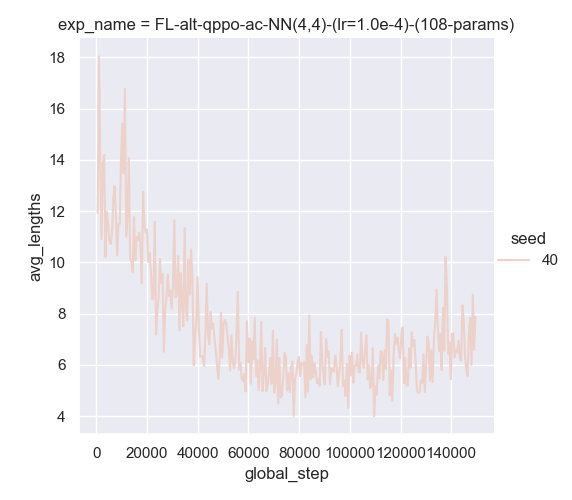 exp_name = FL-alt-qppo-ac-NN(4,4)-(lr=1.0e-4)-(108-params)
18
16
14
12
10
8
6
4
avg_lengths
seed
40
0 20000 40000 60000 80000 100000 120000 140000
global_step